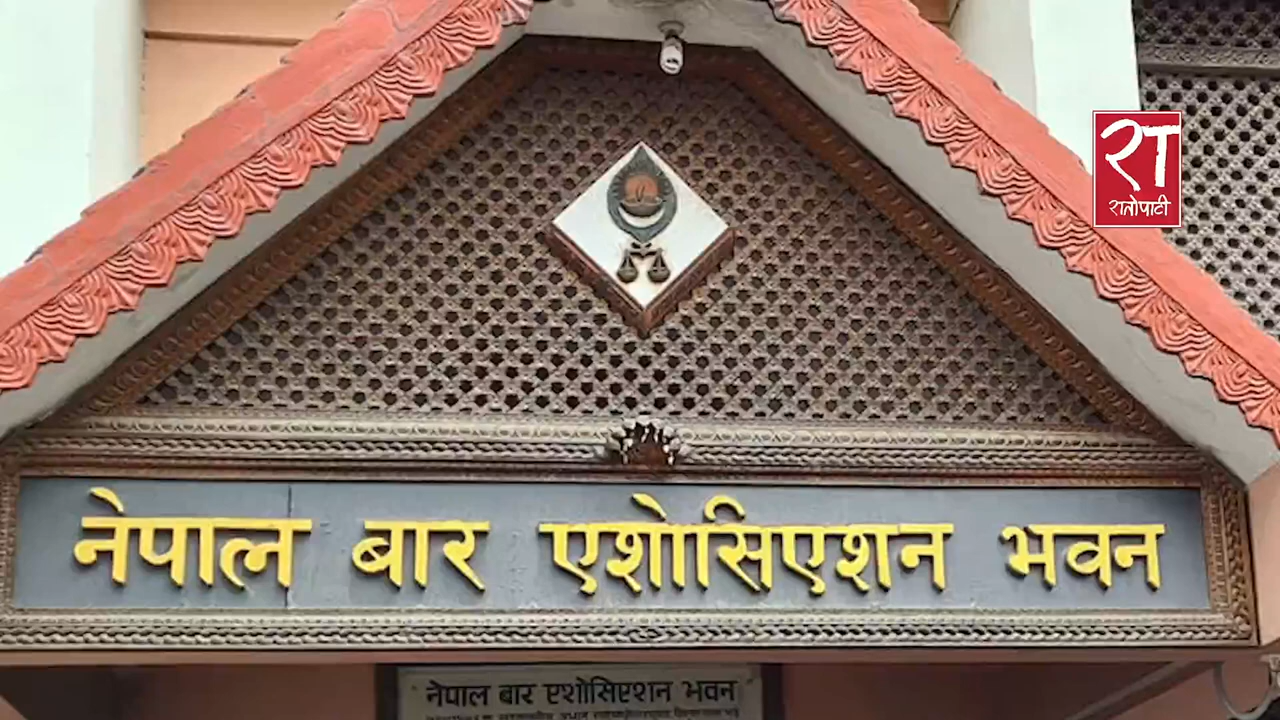 रा
रातोपाटी
नेपाल बार एशोसिएशन भवन
नेपाल बार एशोसिएशन भवन